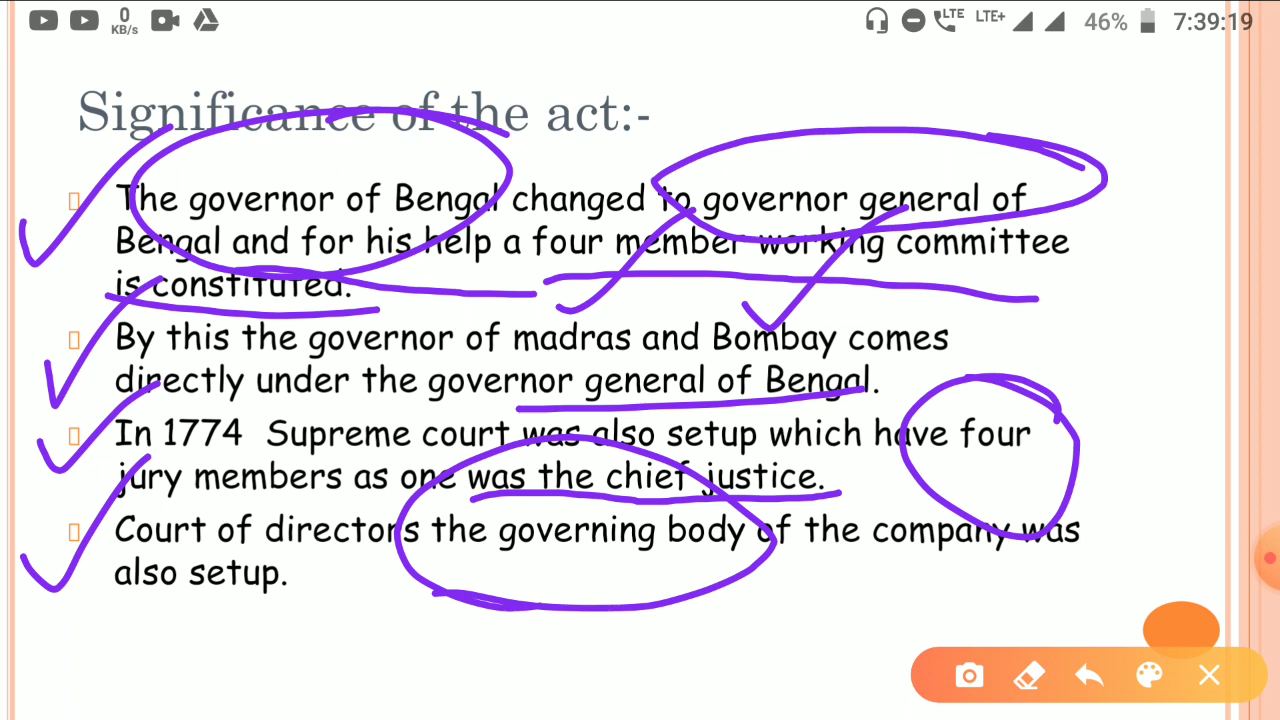 0
KB/s
LTE
LTE+
46%
7:39:19
Significance of the act:-
The governor of Bengal changed to governor general of
Bengal and for his help a four member working committee
is constituted.
By this the governor of madras and Bombay comes
directly under the governor general of Bengal.
In 1774 Supreme court was also setup which have four
jury members as one was the chief justice.
Court of directors the governing body of the company was
also setup.